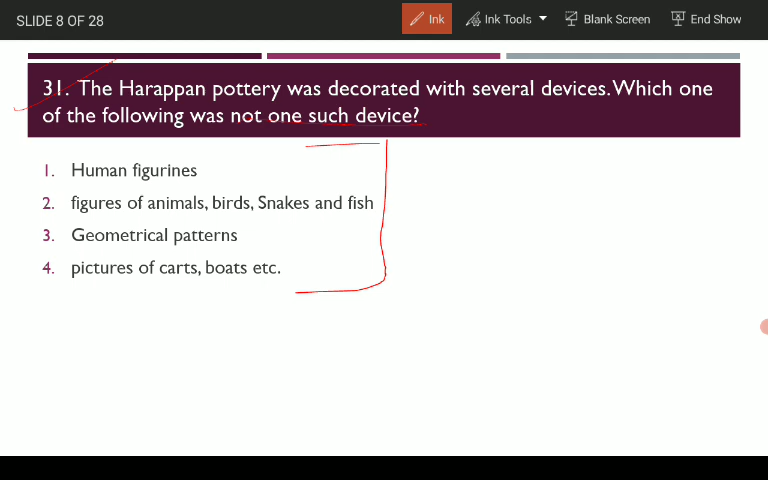 SLIDE 8 OF 28
Ink
Ink Tools
Blank Screen
End Show
31. The Harappan pottery was decorated with several devices. Which one
of the following was not one such device?
1. Human figurines
2. figures of animals, birds, Snakes and fish
3. Geometrical patterns
4. pictures of carts, boats etc.